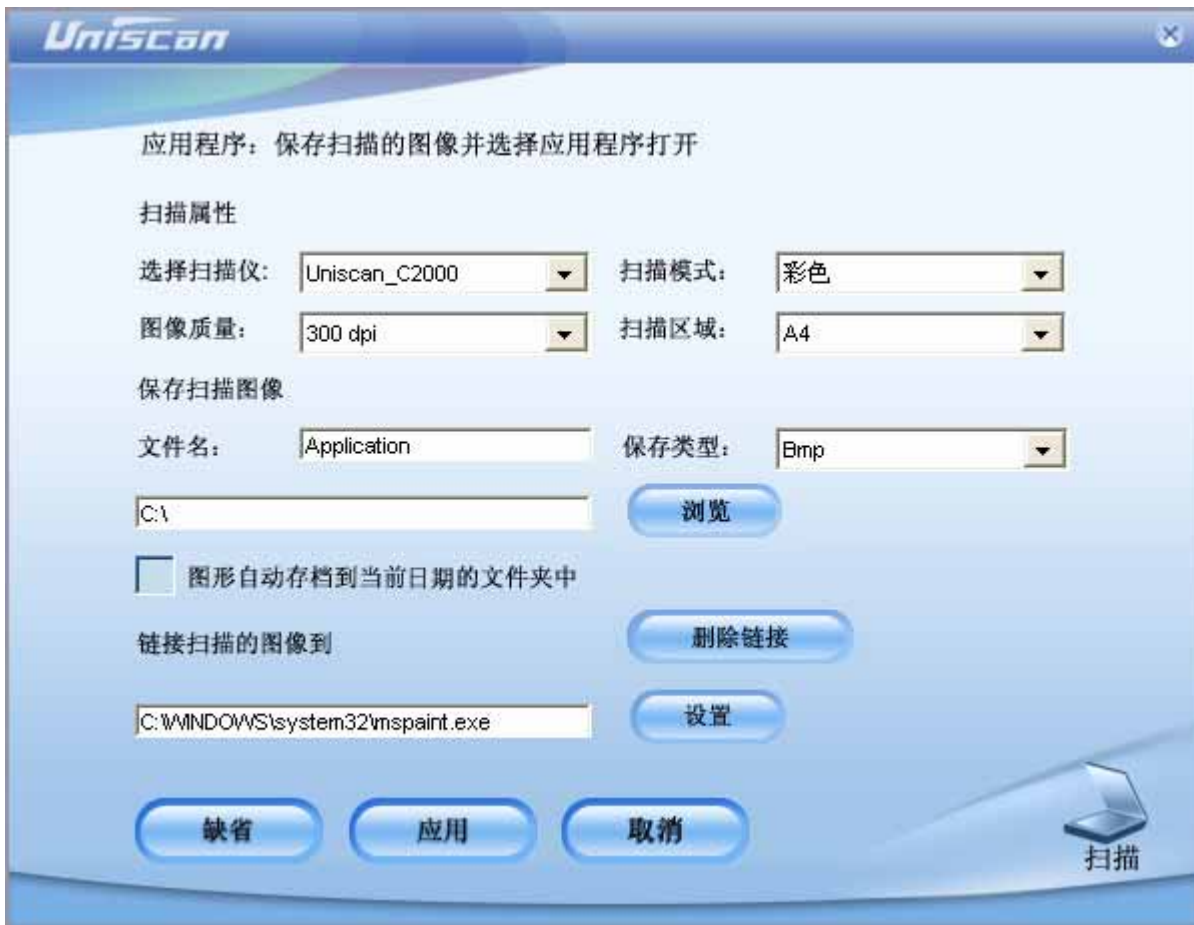 Uniscan
应用程序：保存扫描的图像并选择应用程序打开
扫描属性
选择扫描仪: Uniscan_C2000 扫描模式： 彩色
图像质量： 300 dpi 扫描区域： A4
保存扫描图像
文件名： Application 保存类型： Bmp
C:\ 浏览
图形自动存档到当前日期的文件夹中
链接扫描的图像到 删除链接
C:\WINDOWS\system32\mspaint.exe 设置
缺省 应用 取消
扫描